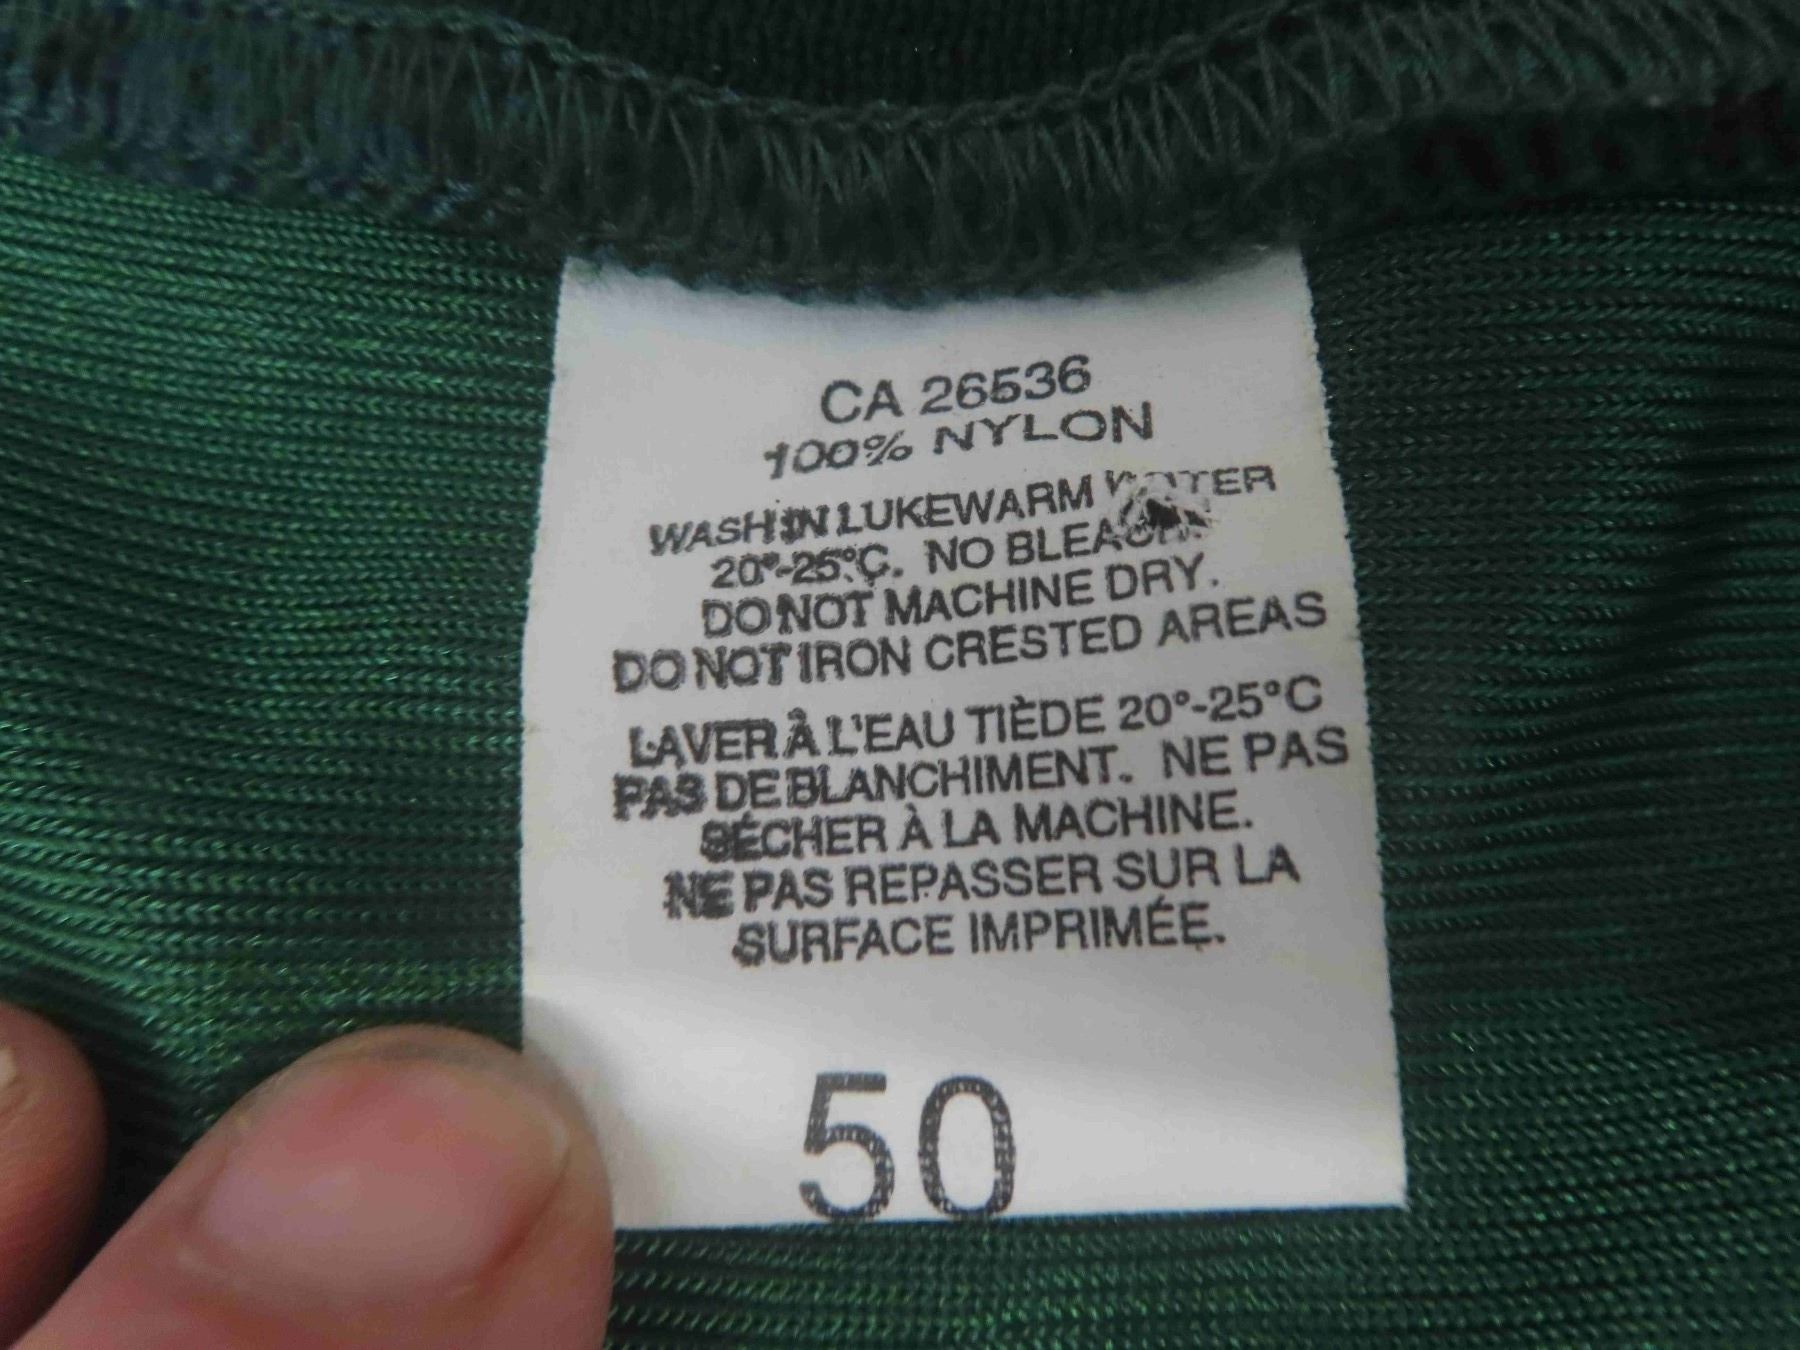 CA 26536
100% NYLON
WASH IN LUKEWARM WATER
20°-25°C. NO BLEACH.
DO NOT MACHINE DRY.
DO NOT IRON CRESTED AREAS
LAVER À L'EAU TIÈDE 20°-25°C
PAS DE BLANCHIMENT. NE PAS
SÉCHER À LA MACHINE.
NE PAS REPASSER SUR LA
SURFACE IMPRIMÉE.
50